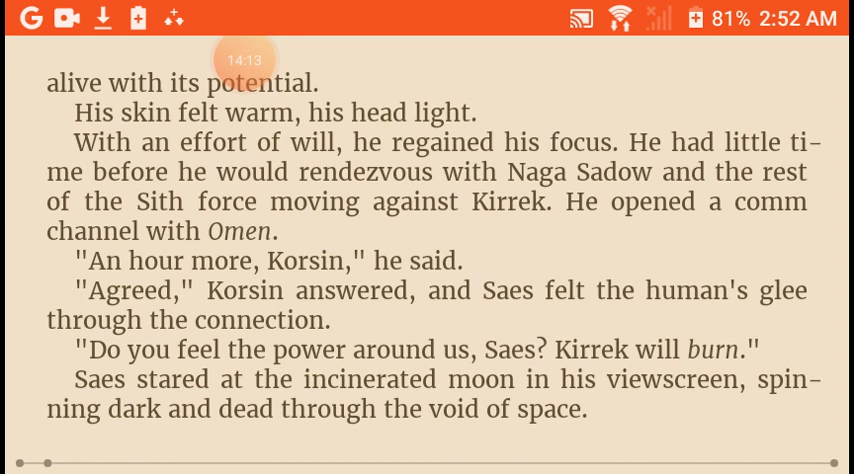 81% 2:52 AM
14:13
alive with its potential.
His skin felt warm, his head light.
With an effort of will, he regained his focus. He had little ti-
me before he would rendezvous with Naga Sadow and the rest
of the Sith force moving against Kirrek. He opened a comm
channel with Omen.
"An hour more, Korsin," he said.
"Agreed," Korsin answered, and Saes felt the human's glee
through the connection.
"Do you feel the power around us, Saes? Kirrek will burn."
Saes stared at the incinerated moon in his viewscreen, spin-
ning dark and dead through the void of space.